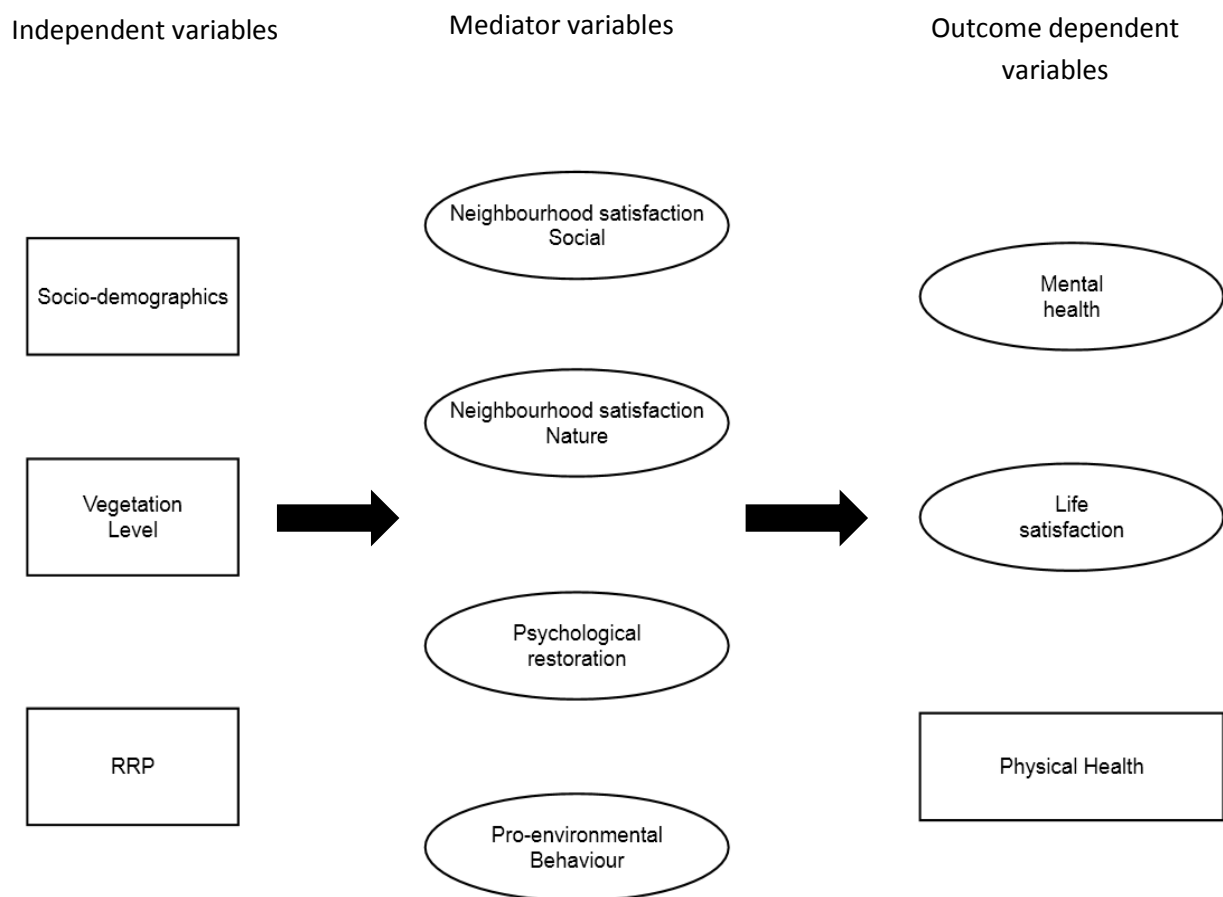 Independent variables
Mediator variables
Outcome dependent
variables
Socio-demographics
Vegetation
Level
RRP
Neighbourhood satisfaction
Social
Neighbourhood satisfaction
Nature
Psychological
restoration
Pro-environmental
Behaviour
Mental
health
Life
satisfaction
Physical Health